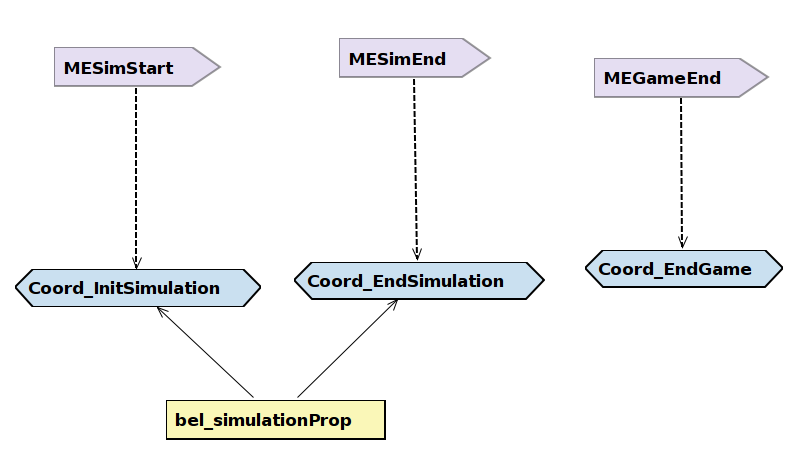 MESimStart
MESimEnd
MEGameEnd
Coord_InitSimulation
Coord_EndSimulation
Coord_EndGame
bel_simulationProp